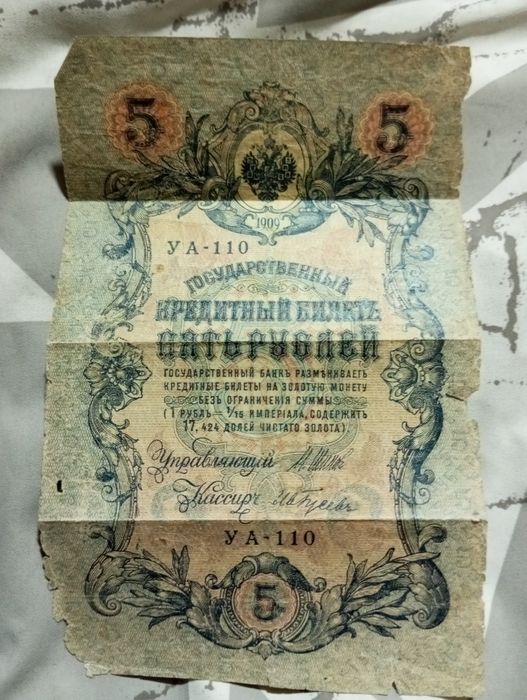 5 5
1909
УА-110
ГОСУДАРСТВЕННЫЙ
КРЕДИТНЫЙ БИЛЕТЪ
ПЯТЬ РУБЛЕЙ
ГОСУДАРСТВЕННЫЙ БАНКЪ РАЗМѢНИВАЕТЪ
КРЕДИТНЫЕ БИЛЕТЫ НА ЗОЛОТУЮ МОНЕТУ
БЕЗЪ ОГРАНИЧЕНІЯ СУММЫ
(1 РУБЛЬ = 1/15 ИМПЕРІАЛА, СОДЕРЖИТЪ
17,424 ДОЛЕЙ ЧИСТАГО ЗОЛОТА).
Управляющій
Кассиръ
УА-110
5